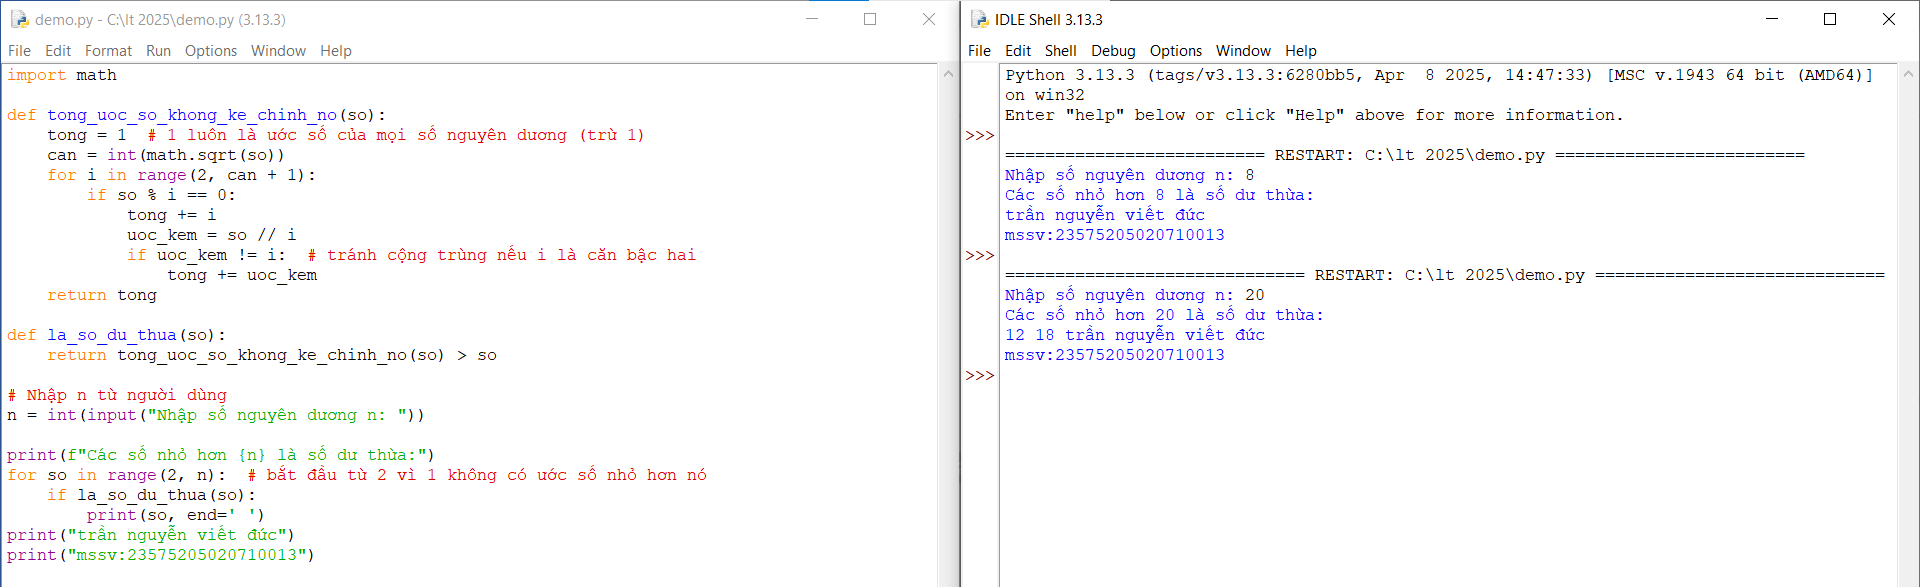 demo.py - C:\lt 2025\demo.py (3.13.3)
File Edit Format Run Options Window Help
import math

def tong_uoc_so_khong_ke_chinh_no(so):
    tong = 1  # 1 luôn là ước số của mọi số nguyên dương (trừ 1)
    can = int(math.sqrt(so))
    for i in range(2, can + 1):
        if so % i == 0:
            tong += i
            uoc_kem = so // i
            if uoc_kem != i:  # tránh cộng trùng nếu i là căn bậc hai
                tong += uoc_kem
    return tong

def la_so_du_thua(so):
    return tong_uoc_so_khong_ke_chinh_no(so) > so

# Nhập n từ người dùng
n = int(input("Nhập số nguyên dương n: "))

print(f"Các số nhỏ hơn {n} là số dư thừa:")
for so in range(2, n):  # bắt đầu từ 2 vì 1 không có ước số nhỏ hơn nó
    if la_so_du_thua(so):
        print(so, end=' ')
print("trần nguyễn viết đức")
print("mssv:23575205020710013")
IDLE Shell 3.13.3
File Edit Shell Debug Options Window Help
Python 3.13.3 (tags/v3.13.3:6280bb5, Apr  8 2025, 14:47:33) [MSC v.1943 64 bit (AMD64)]
on win32
Enter "help" below or click "Help" above for more information.
>>>
========================== RESTART: C:\lt 2025\demo.py =========================
Nhập số nguyên dương n: 8
Các số nhỏ hơn 8 là số dư thừa:
trần nguyễn viết đức
mssv:23575205020710013
>>>
============================== RESTART: C:\lt 2025\demo.py =============================
Nhập số nguyên dương n: 20
Các số nhỏ hơn 20 là số dư thừa:
12 18 trần nguyễn viết đức
mssv:23575205020710013
>>>